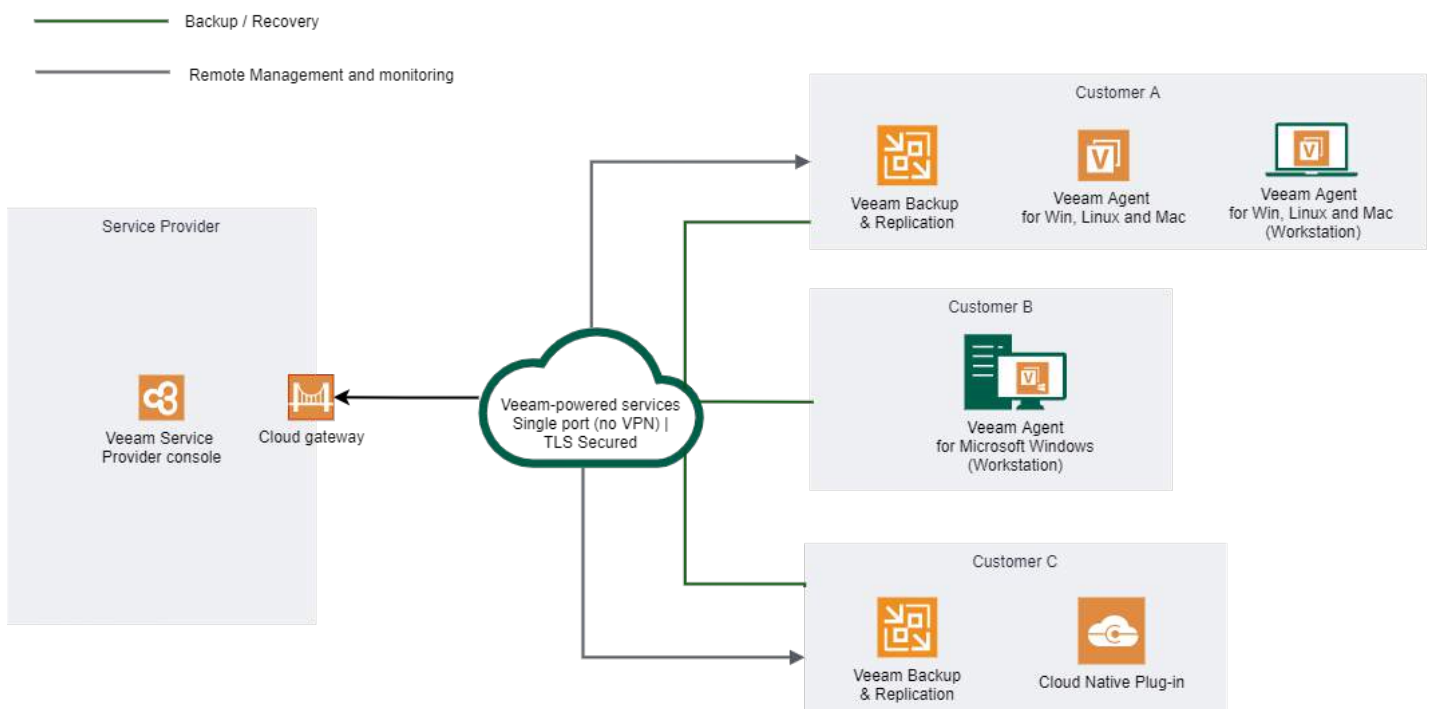 Backup / Recovery
Remote Management and monitoring
Customer A
Veeam Backup
& Replication
Veeam Agent
for Win, Linux and Mac
Veeam Agent
for Win, Linux and Mac
(Workstation)
Service Provider
Veeam Service
Provider console
Cloud gateway
Veeam-powered services
Single port (no VPN) |
TLS Secured
Customer B
Veeam Agent
for Microsoft Windows
(Workstation)
Customer C
Veeam Backup
& Replication
Cloud Native Plug-in